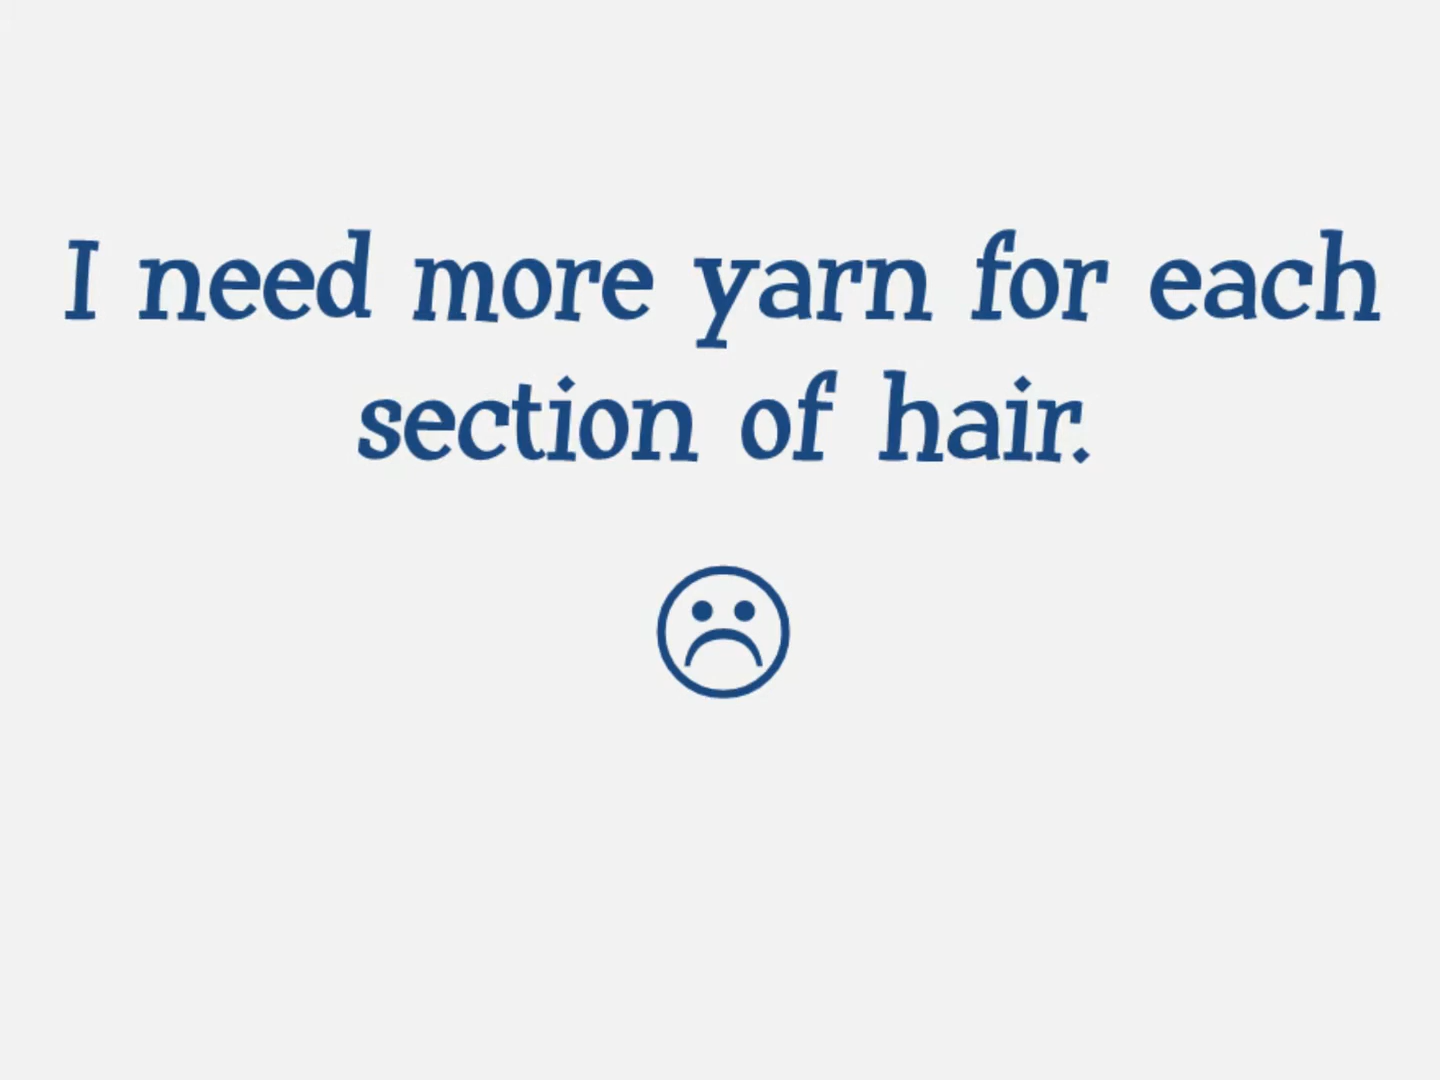 I need more yarn for each
section of hair.
☹